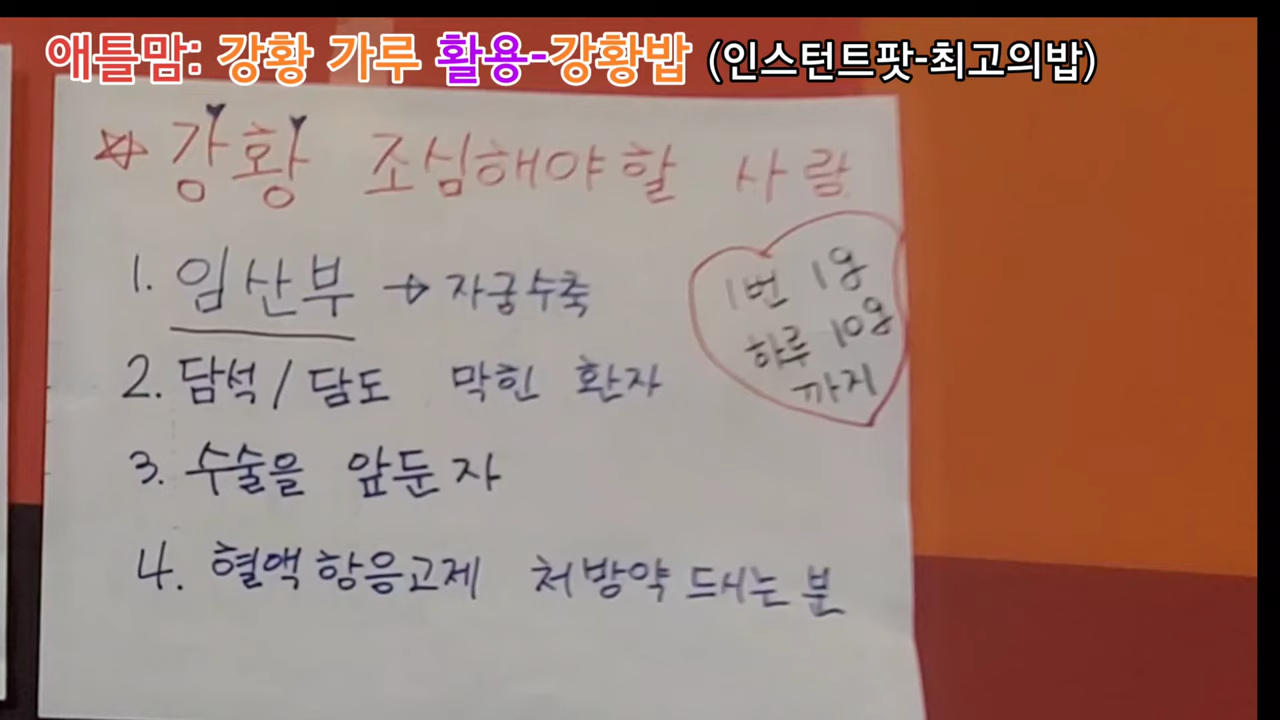 애틀맘: 강황 가루 활용-강황밥 (인스턴트팟-최고의밥)
☆ 강황 조심해야할 사람
1. 임산부 → 자궁수축
1번 1g
하루 10g
까지
2. 담석/담도 막힌 환자
3. 수술을 앞둔 자
4. 혈액항응고제 처방약 드시는 분